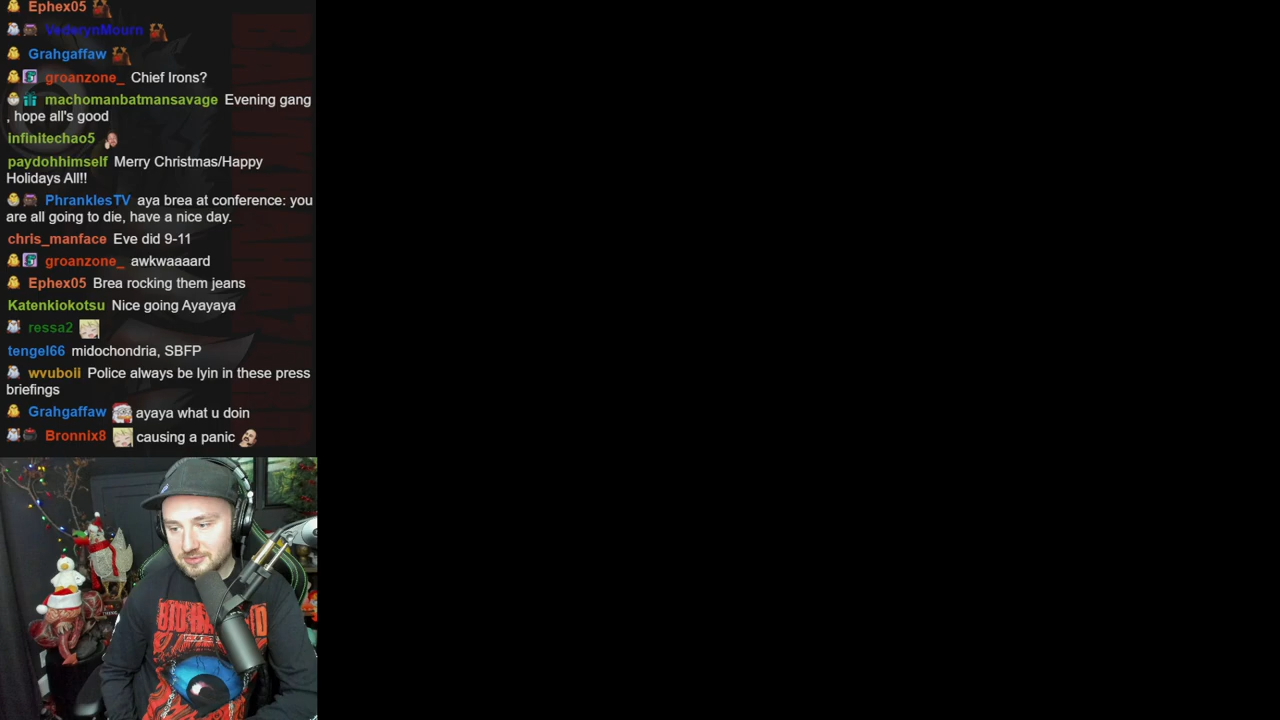 Ephex05
VederynMourn
Grahgaffaw
groanzone_ Chief Irons?
machomanbatmansavage Evening gang
, hope all's good
infinitechao5
paydohhimself Merry Christmas/Happy
Holidays All!!
PhranklesTV aya brea at conference: you
are all going to die, have a nice day.
chris_manface Eve did 9-11
groanzone_ awkwaaaard
Ephex05 Brea rocking them jeans
Katenkiokotsu Nice going Ayayaya
ressa2
tengel66 midochondria, SBFP
wvuboii Police always be lyin in these press
briefings
Grahgaffaw ayaya what u doin
Bronnix8 causing a panic